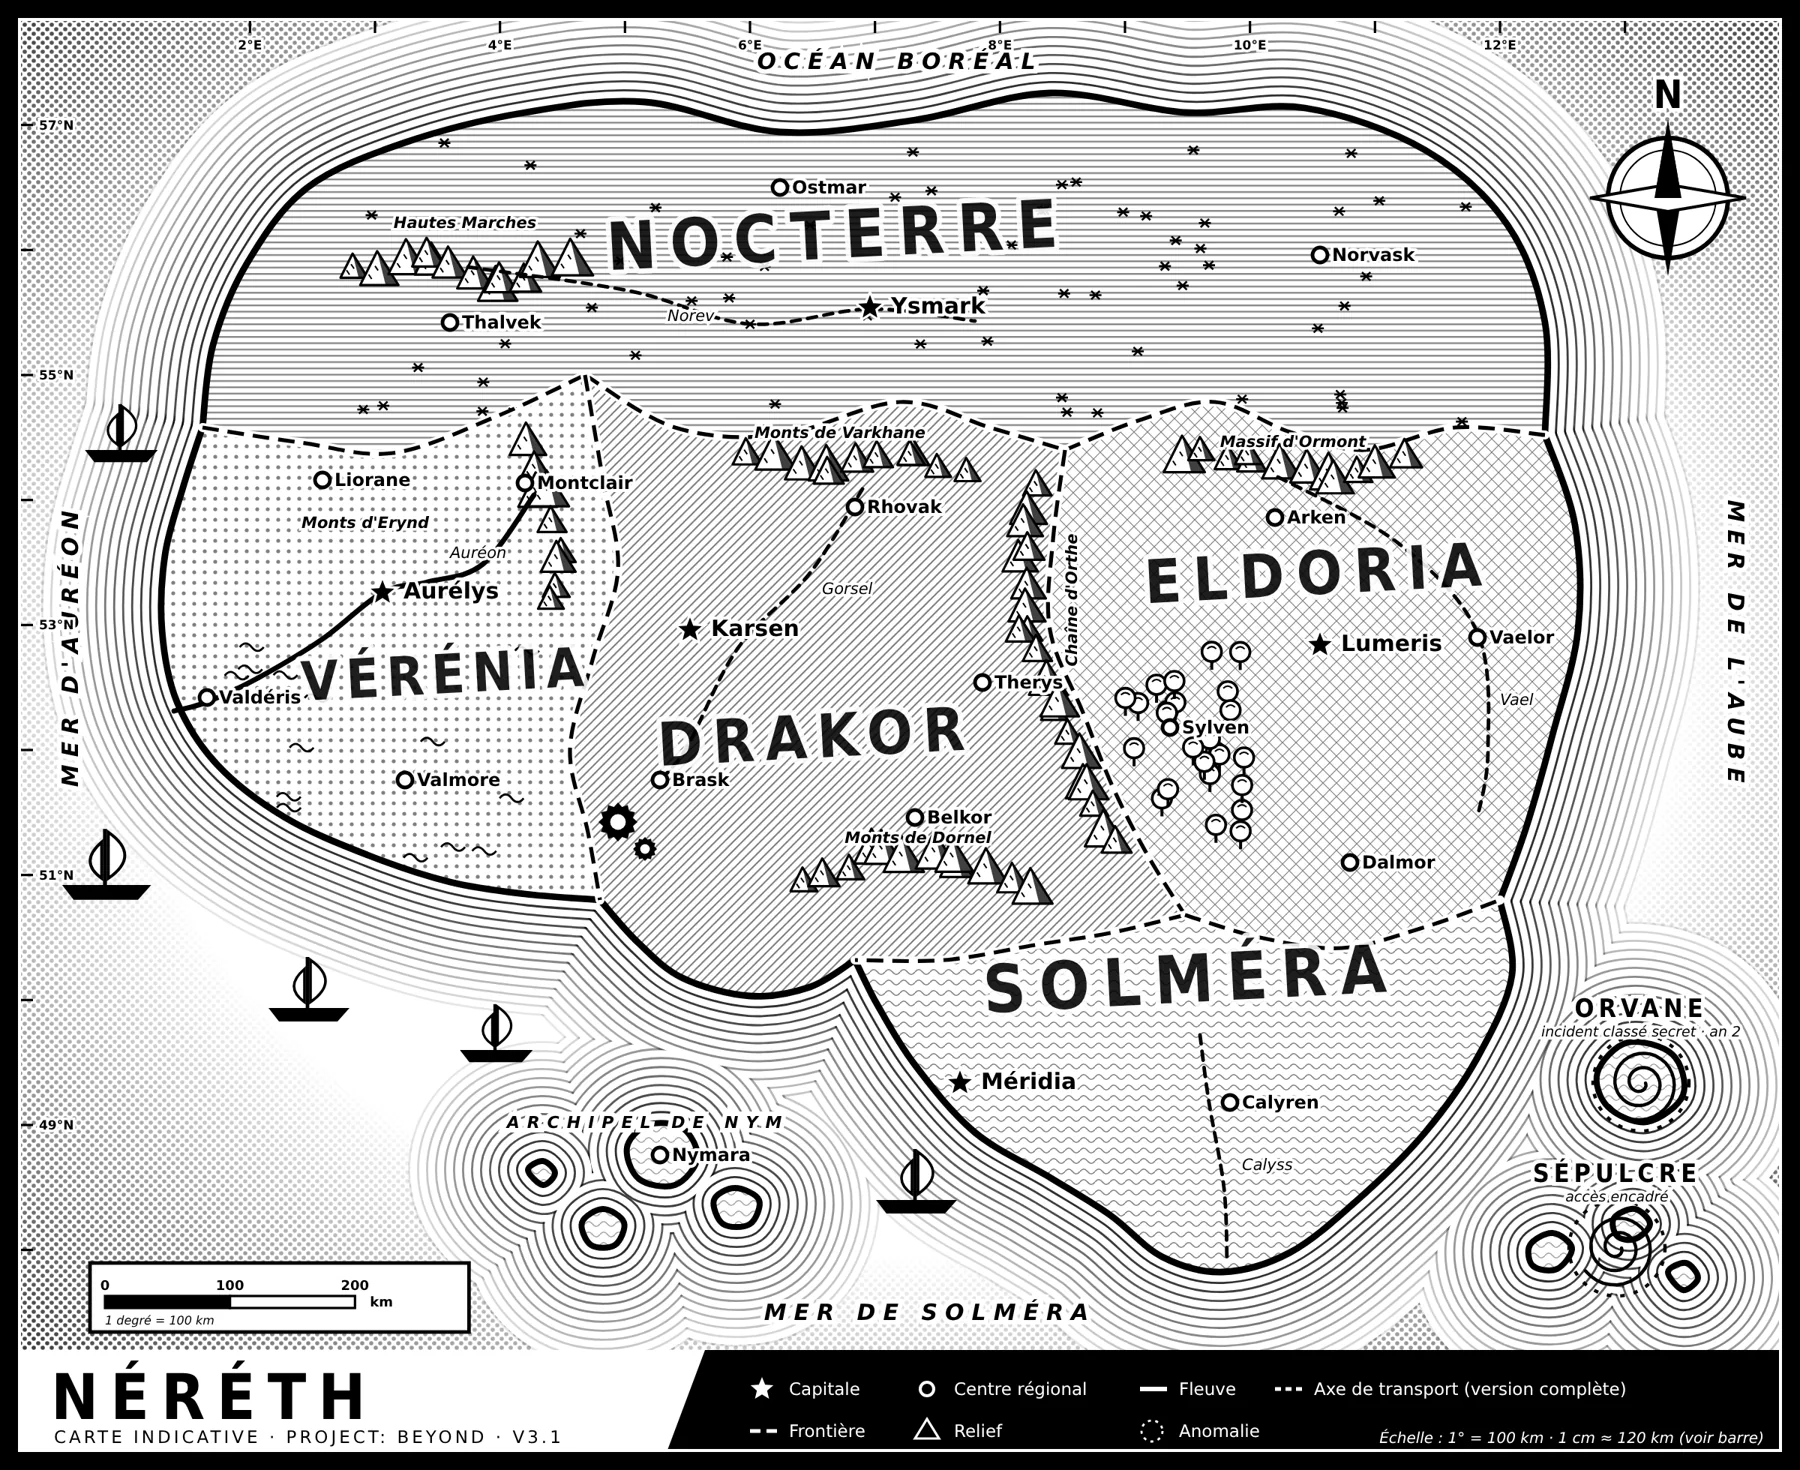 2°E 4°E 6°E 8°E 10°E 12°E
OCÉAN BORÉAL
N
57°N
Ostmar
Hautes Marches
NOCTERRE
Norvask
Norev
Ysmark
Thalvek
55°N
Monts de Varkhane
Massif d'Ormont
Liorane
Montclair
Rhovak
Arken
Monts d'Erynd
Auréon
Chaîne d'Orthe
ELDORIA
Gorsel
Aurélys
MER D'AURÉON
53°N
Karsen
Lumeris
Vaelor
MER DE L'AUBE
VÉRÉNIA
Valdéris
Therys
Vael
DRAKOR
Sylven
Valmore
Brask
Belkor
Monts de Dornel
Dalmor
51°N
SOLMÉRA
ORVANE
incident classé secret · an 2
Méridia
Calyren
49°N
ARCHIPEL DE NYM
Nymara
Calyss
SÉPULCRE
accès encadré
0 100 200
km
1 degré = 100 km
MER DE SOLMÉRA
NÉRÉTH
CARTE INDICATIVE · PROJECT: BEYOND · V3.1
Capitale Centre régional Fleuve Axe de transport (version complète)
Frontière Relief Anomalie
Échelle : 1° = 100 km · 1 cm ≈ 120 km (voir barre)